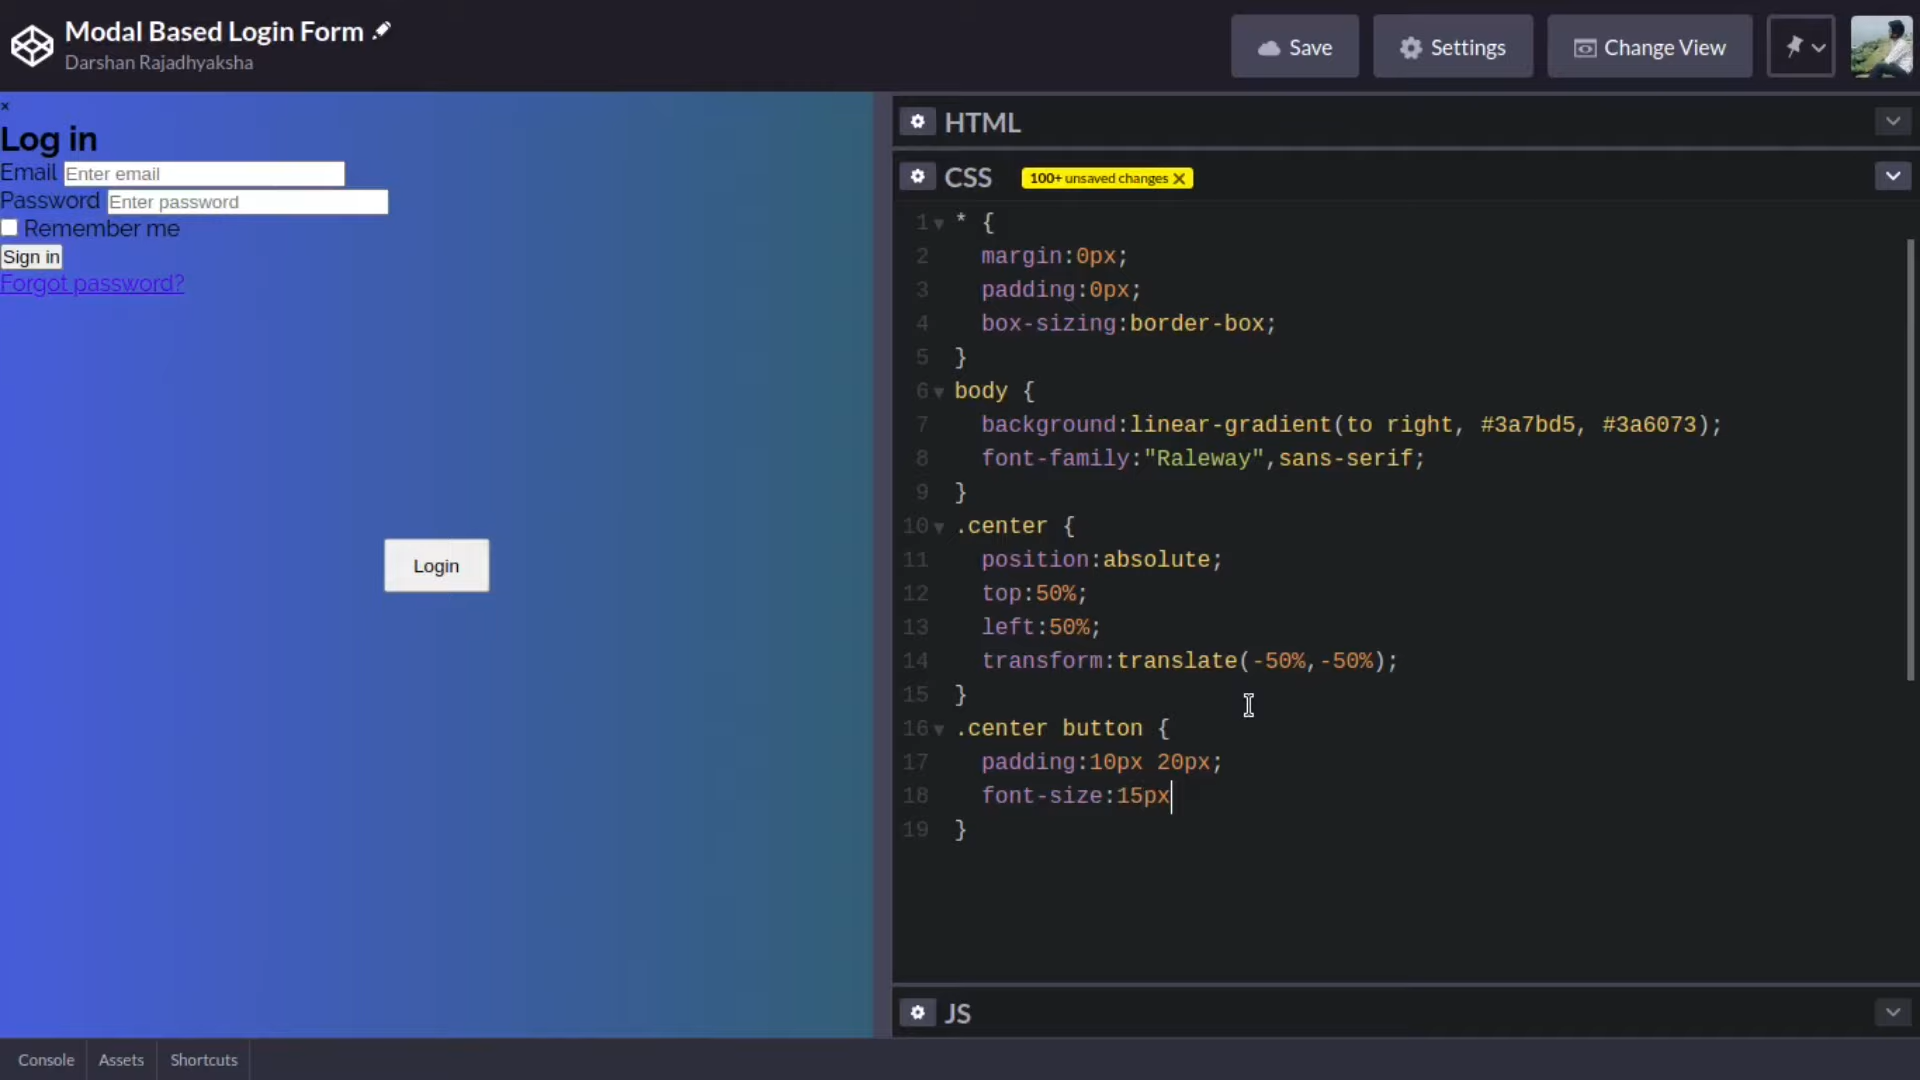 Modal Based Login Form
Darshan Rajadhyaksha
Save
Settings
Change View
×
Log in
Email Enter email
Password Enter password
Remember me
Sign in
Forgot password?
Login
HTML
CSS 100+ unsaved changes X
1 * {
2 margin:0px;
3 padding:0px;
4 box-sizing:border-box;
5 }
6 body {
7 background:linear-gradient(to right, #3a7bd5, #3a6073);
8 font-family:"Raleway",sans-serif;
9 }
10 .center {
11 position:absolute;
12 top:50%;
13 left:50%;
14 transform:translate(-50%,-50%);
15 }
16 .center button {
17 padding:10px 20px;
18 font-size:15px
19 }
JS
Console Assets Shortcuts